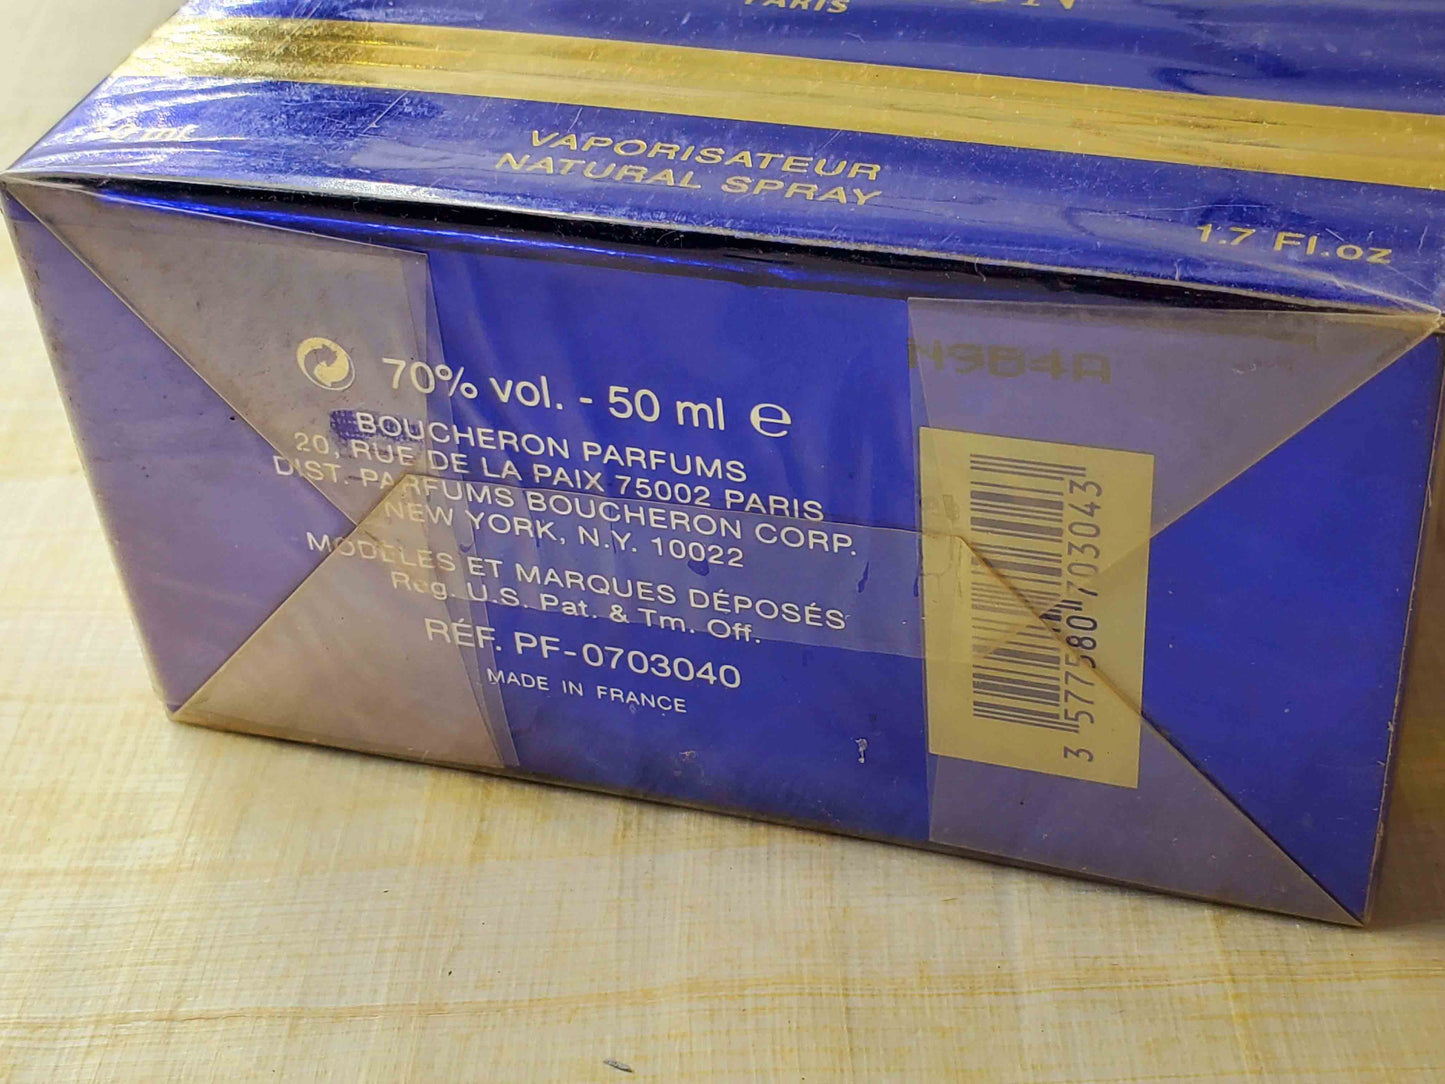 PARIS
50 ml
VAPORISATEUR
NATURAL SPRAY
1.7 Fl.oz
70% vol. - 50 ml ℮
BOUCHERON PARFUMS
20, RUE DE LA PAIX 75002 PARIS
DIST. PARFUMS BOUCHERON CORP.
NEW YORK, N.Y. 10022
MODÈLES ET MARQUES DÉPOSÉS
Reg. U.S. Pat. & Tm. Off.
RÉF. PF-0703040
MADE IN FRANCE
3 577580 703043